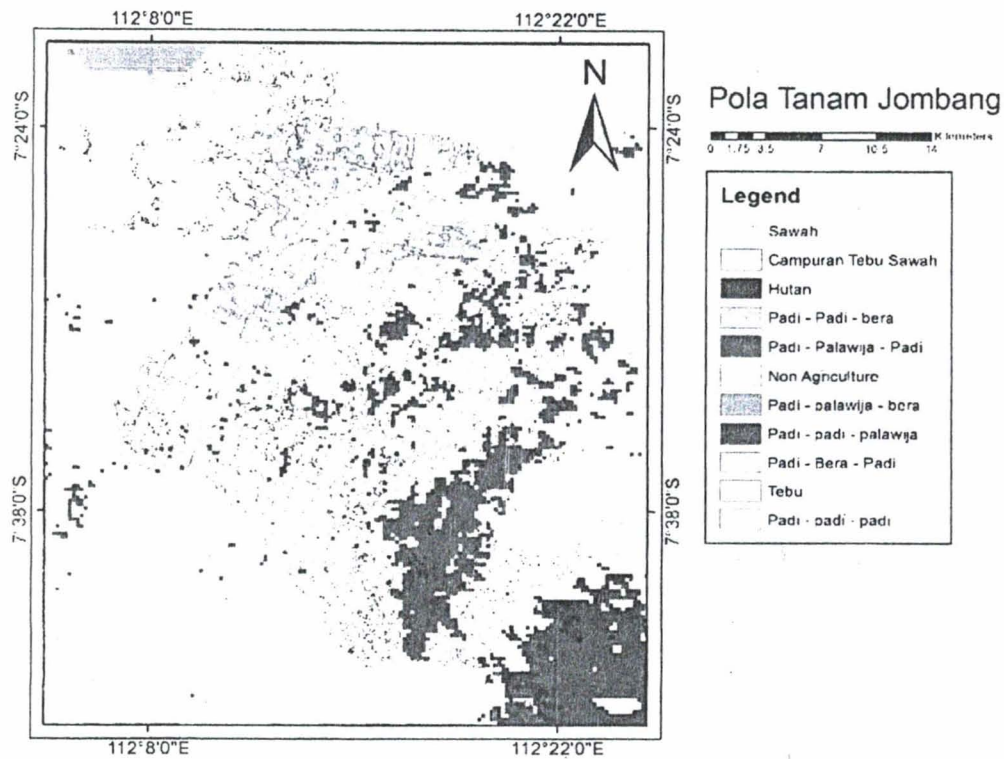 112°8'0"E
112°22'0"E
N
7°24'0"S
7°24'0"S
7°38'0"S
7°38'0"S
112°8'0"E
112°22'0"E
Pola Tanam Jombang
Kilometers
0 1.75 3.5 7 10.5 14
Legend
Sawah
Campuran Tebu Sawah
Hutan
Padi - Padi - bera
Padi - Palawija - Padi
Non Agriculture
Padi - palawija - bera
Padi - padi - palawija
Padi - Bera - Padi
Tebu
Padi - padi - padi